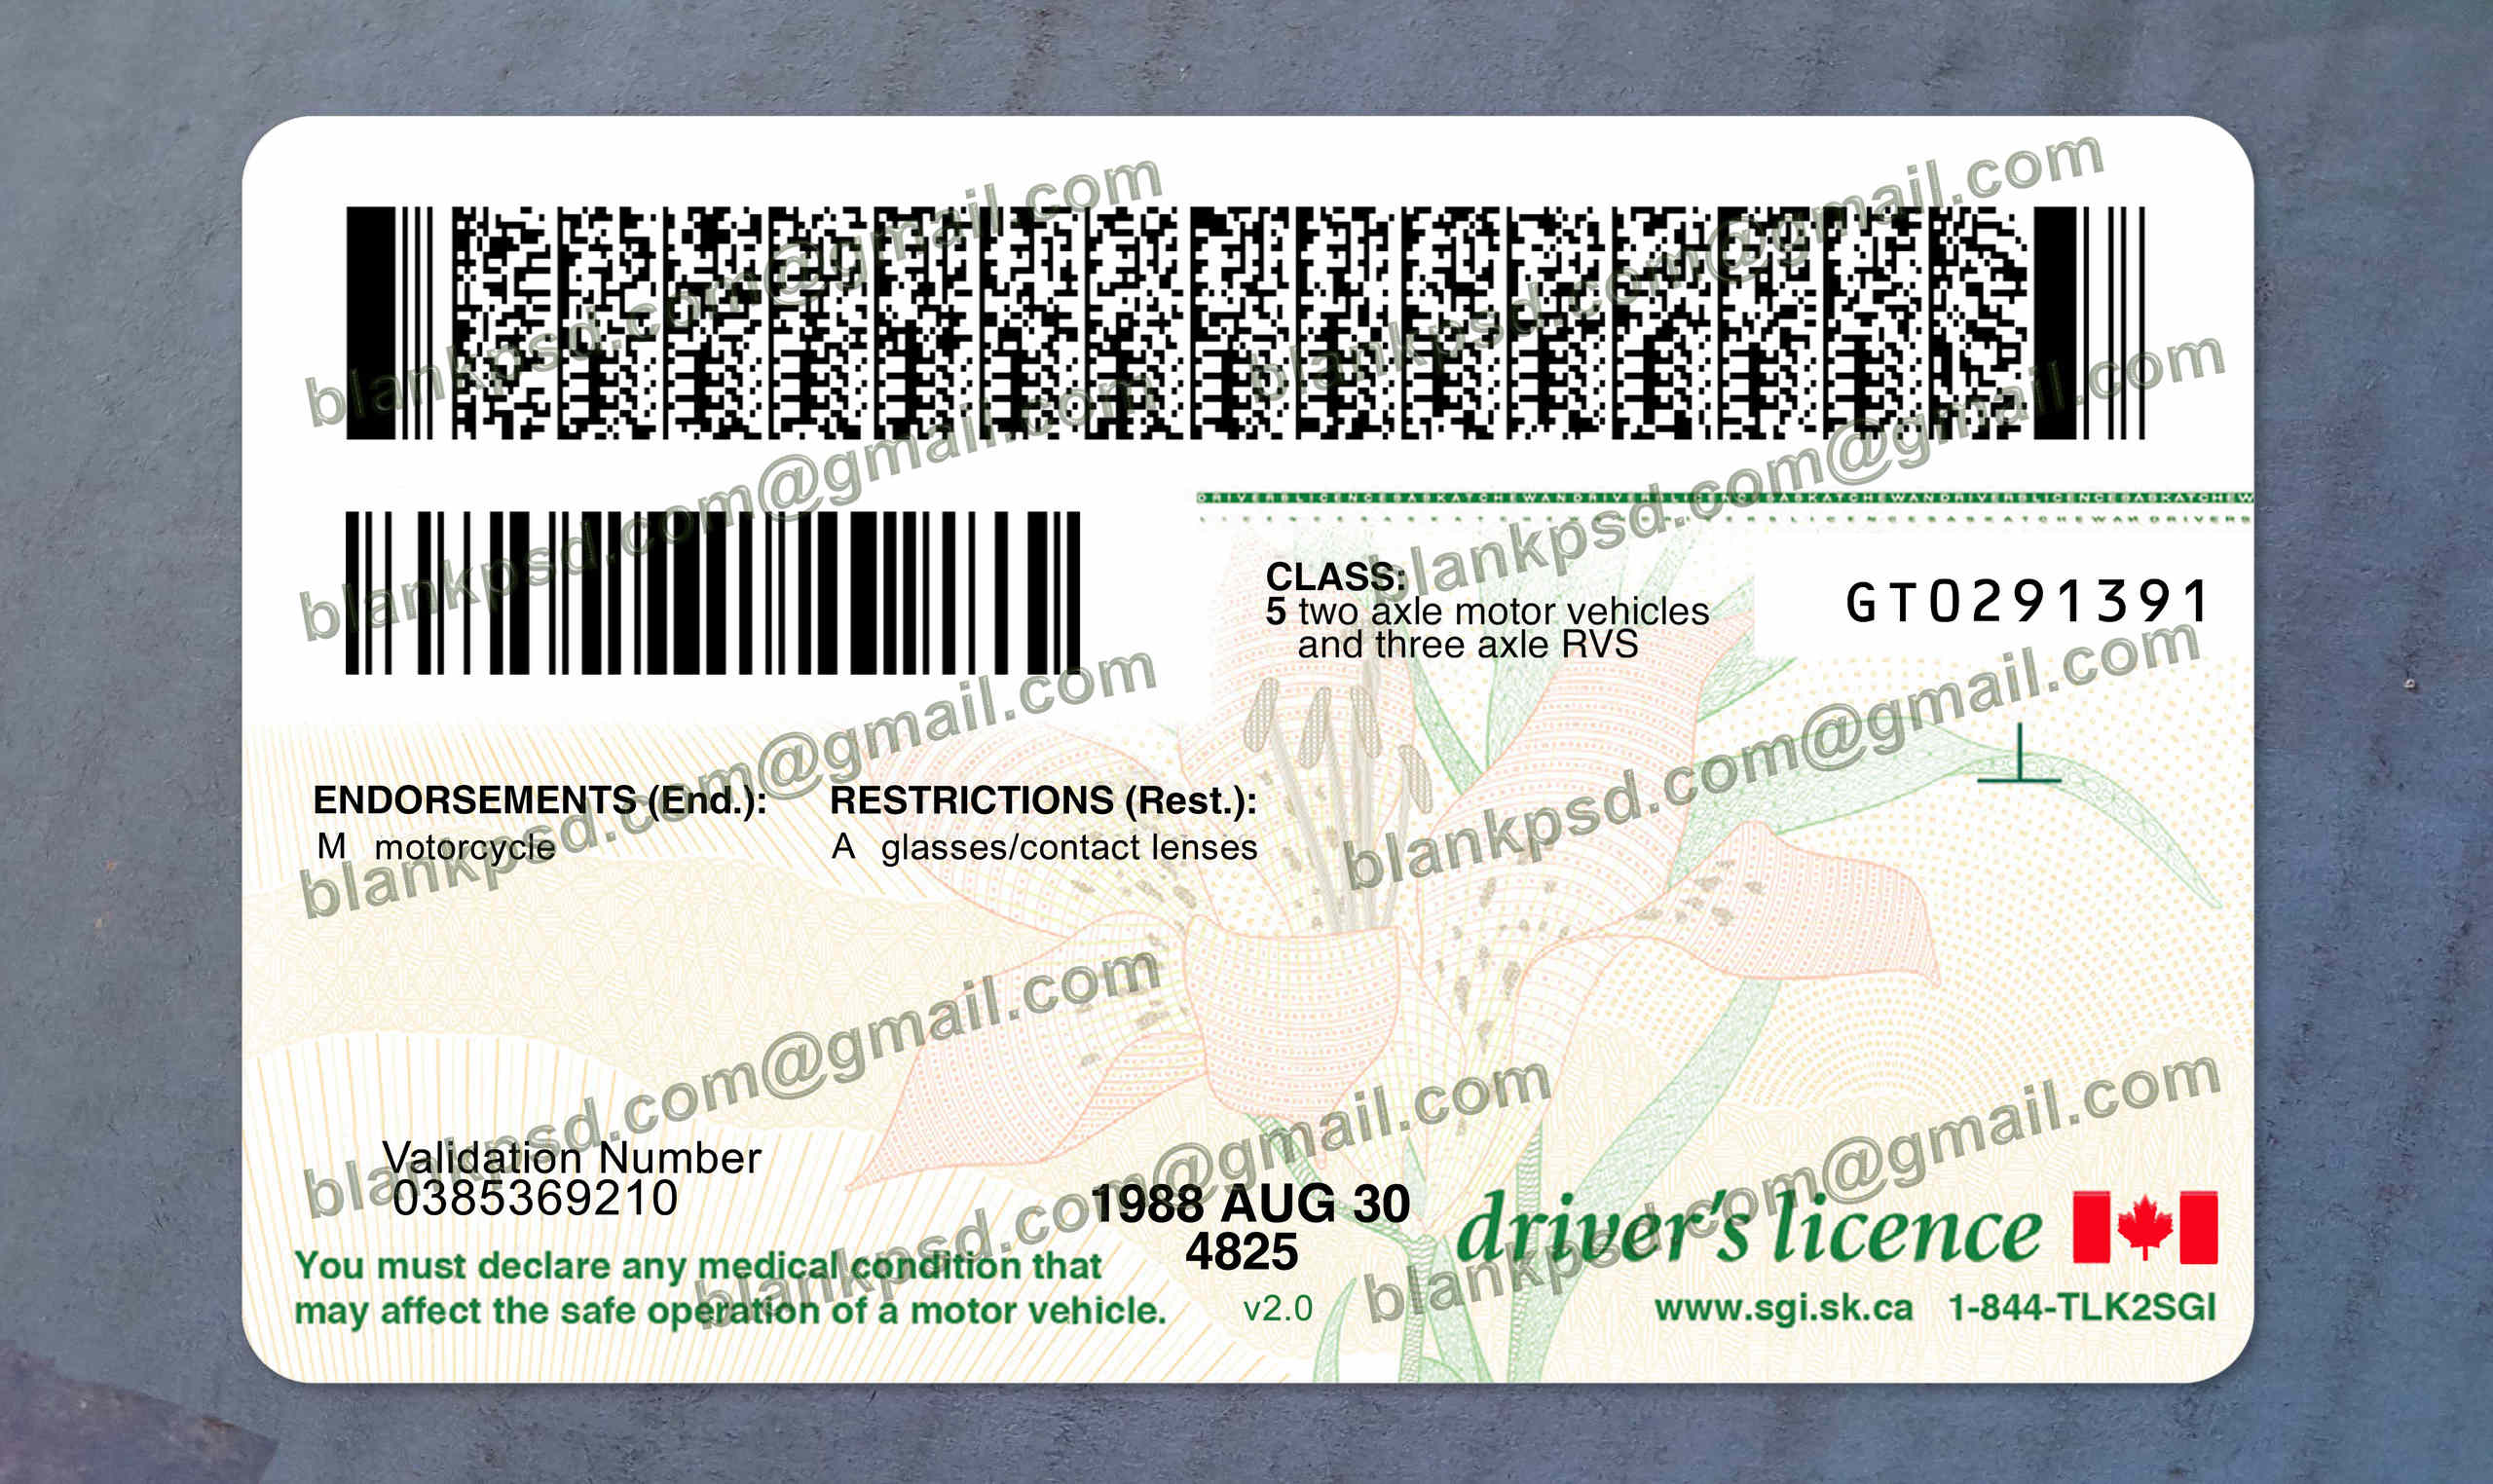 blankpsd.com@gmail.com
blankpsd.com@gmail.com
blankpsd.com@gmail.com
blankpsd.com@gmail.com
DRIVERSLICENCESASKATCHEWANDRIVERSLICENCESASKATCHEWANDRIVERSLICENCESASKATCHEW
CLASS:
5 two axle motor vehicles
and three axle RVS
GT0291391
blankpsd.com@gmail.com
blankpsd.com@gmail.com
ENDORSEMENTS (End.): RESTRICTIONS (Rest.):
M motorcycle A glasses/contact lenses
blankpsd.com@gmail.com
Validation Number
0385369210
blankpsd.com@gmail.com
blankpsd.com@gmail.com
1988 AUG 30
4825
v2.0
You must declare any medical condition that
may affect the safe operation of a motor vehicle.
driver's licence
www.sgi.sk.ca 1-844-TLK2SGI